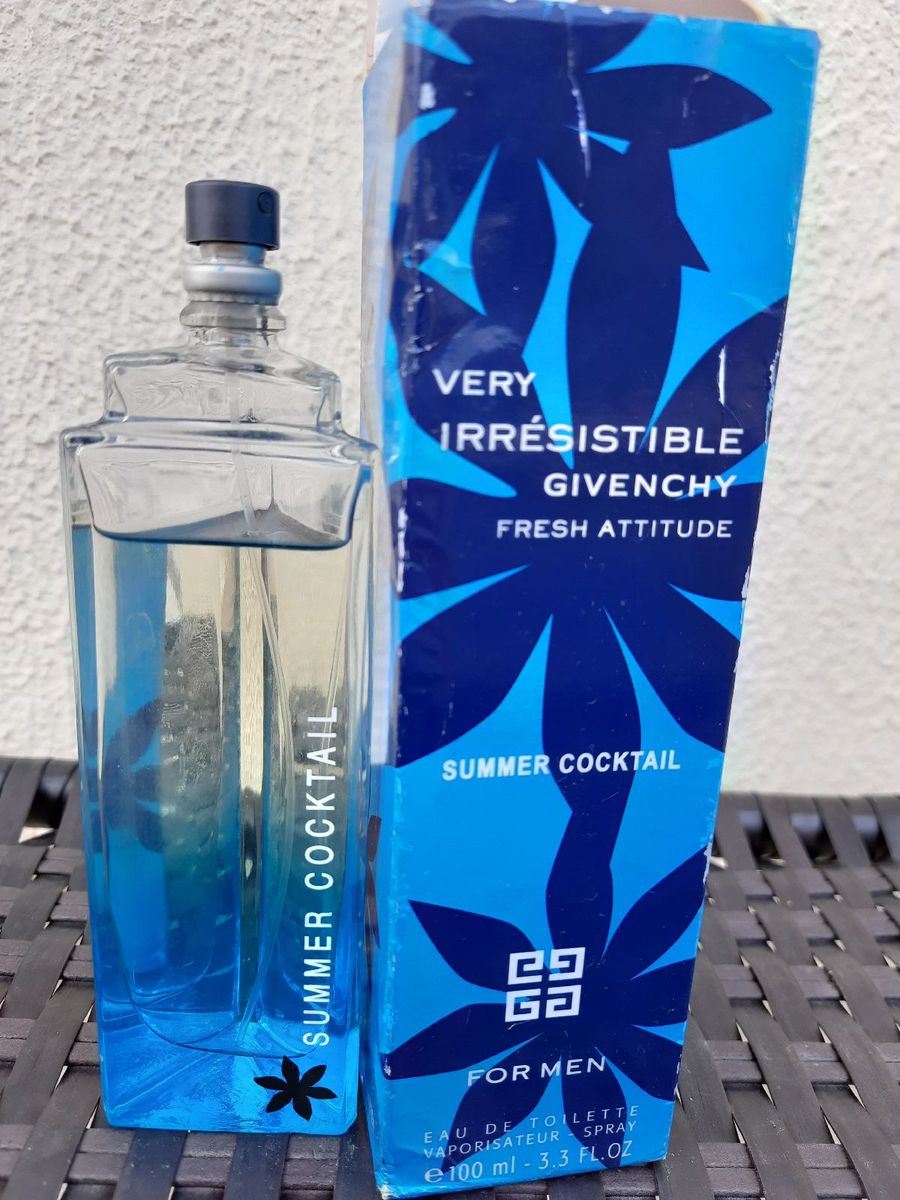 SUMMER COCKTAIL
VERY
IRRÉSISTIBLE
GIVENCHY
FRESH ATTITUDE
SUMMER COCKTAIL
GGGG
FOR MEN
EAU DE TOILETTE
VAPORISATEUR - SPRAY
℮100 ml - 3.3 FL.OZ